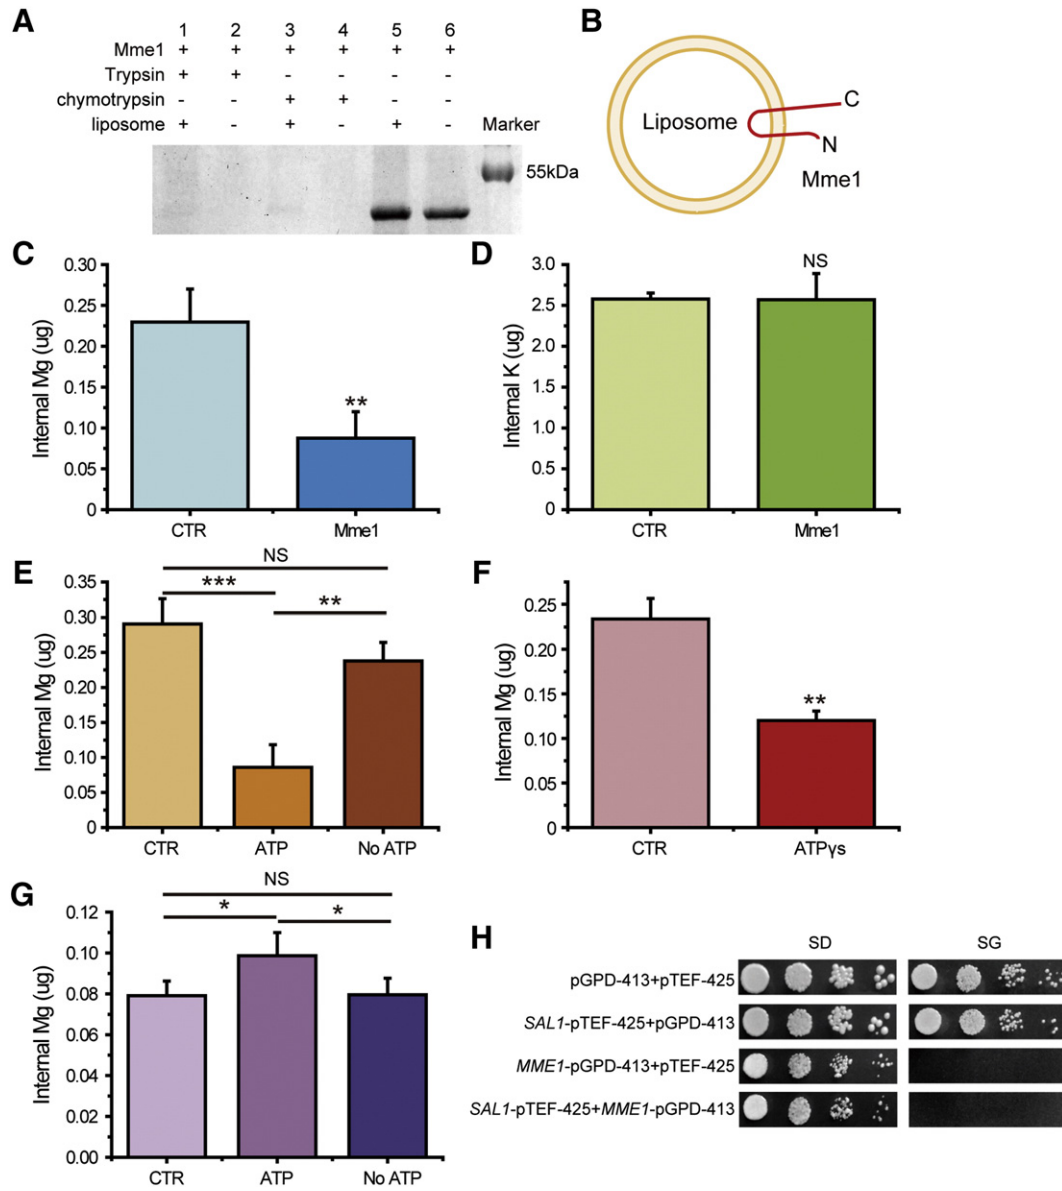 A
1 2 3 4 5 6
Mme1 + + + + + +
Trypsin + + - - - -
chymotrypsin - - + + - -
liposome + - + - + - Marker
55kDa
B
Liposome
C
N
Mme1
C
Internal Mg (ug)
0.30
0.25
0.20
0.15
0.10
0.05
0
**
CTR Mme1
D
Internal K (ug)
3.0
2.5
2.0
1.5
1.0
0.5
0
NS
CTR Mme1
E
Internal Mg (ug)
0.35
0.30
0.25
0.20
0.15
0.10
0.05
0
NS
***
**
CTR ATP No ATP
F
Internal Mg (ug)
0.25
0.20
0.15
0.10
0.05
0
**
CTR ATPγs
G
Internal Mg (ug)
0.12
0.10
0.08
0.06
0.04
0.02
0.00
NS
* *
CTR ATP No ATP
H
SD SG
pGPD-413+pTEF-425
SAL1-pTEF-425+pGPD-413
MME1-pGPD-413+pTEF-425
SAL1-pTEF-425+MME1-pGPD-413